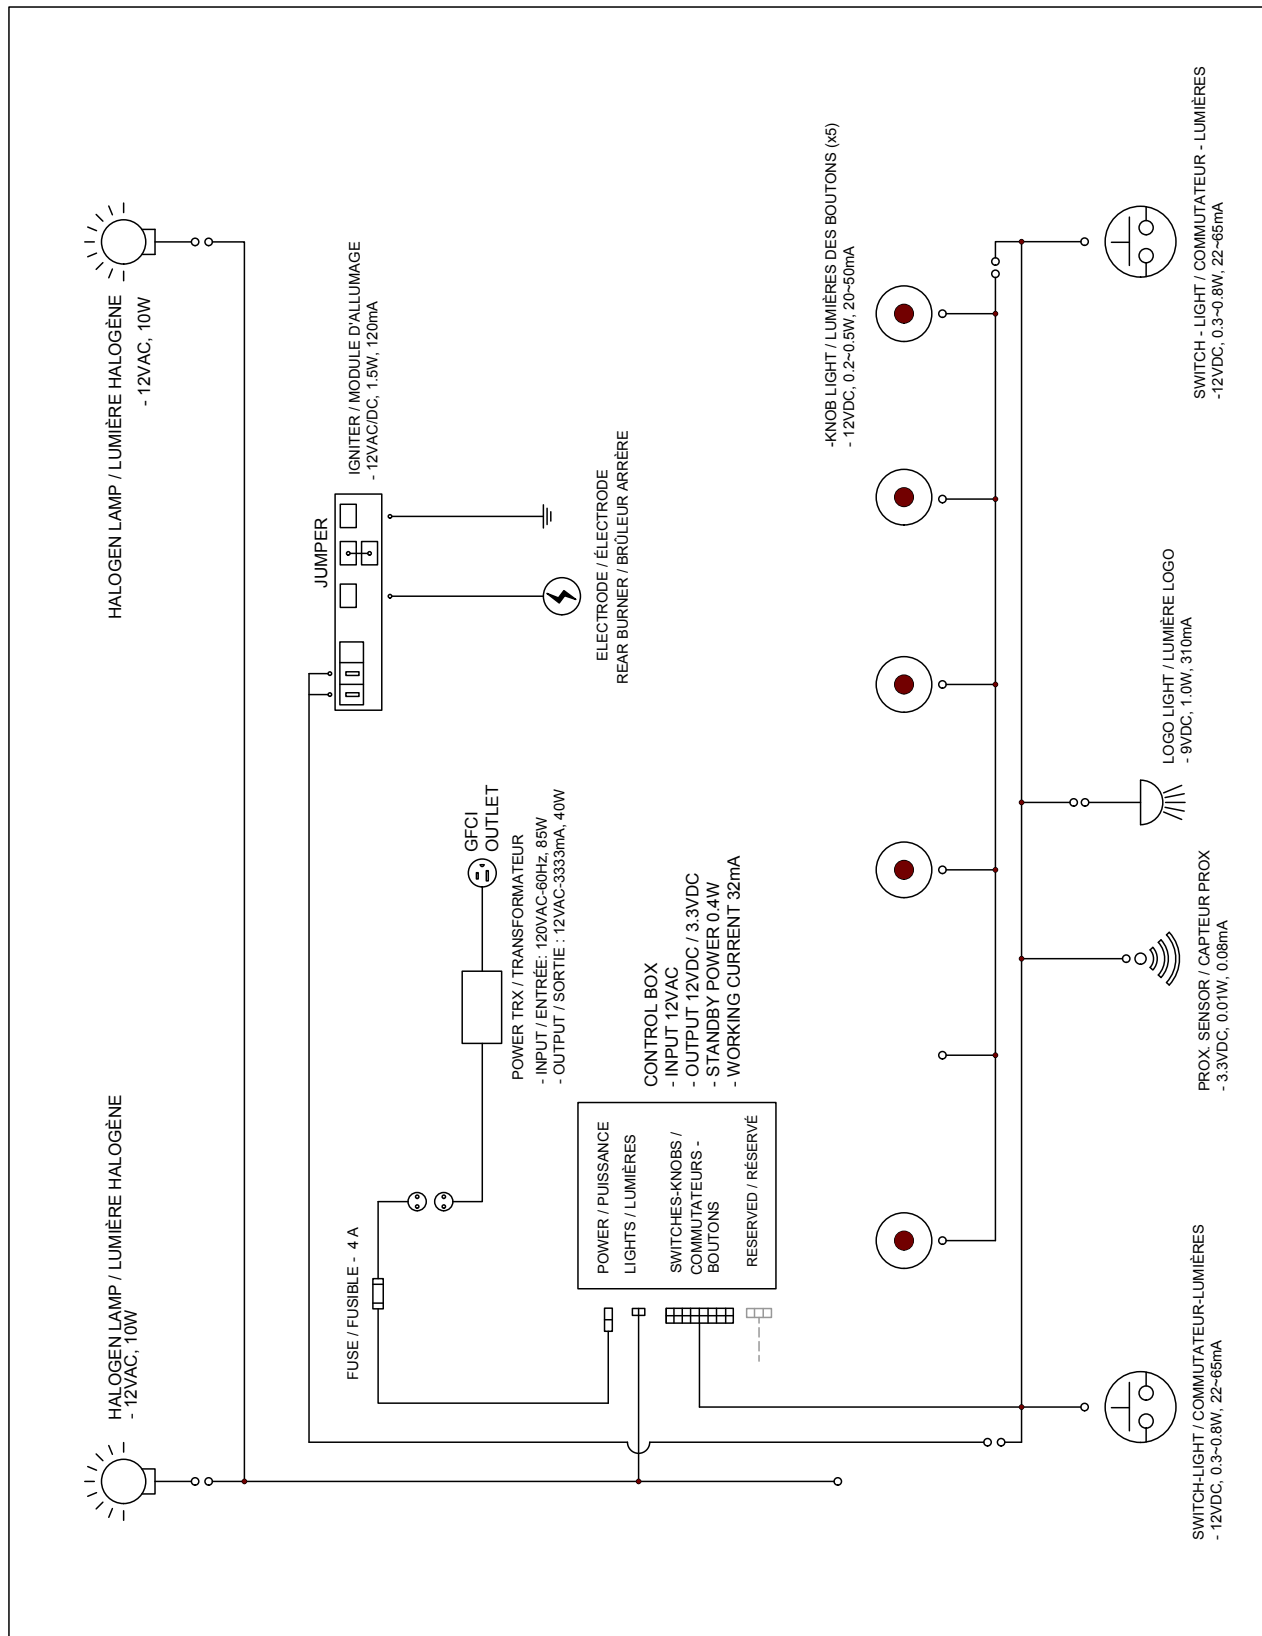 HALOGEN LAMP / LUMIÈRE HALOGÈNE
- 12VAC, 10W
HALOGEN LAMP / LUMIÈRE HALOGÈNE
- 12VAC, 10W
JUMPER
IGNITER / MODULE D'ALLUMAGE
- 12VAC/DC, 1.5W, 120mA
FUSE / FUSIBLE - 4 A
GFCI
OUTLET
POWER TRX / TRANSFORMATEUR
- INPUT / ENTRÉE: 120VAC-60Hz, 85W
- OUTPUT / SORTIE : 12VAC-3333mA, 40W
ELECTRODE / ÉLECTRODE
REAR BURNER / BRÛLEUR ARRÈRE
POWER / PUISSANCE
LIGHTS / LUMIÈRES
SWITCHES-KNOBS /
COMMUTATEURS -
BOUTONS
RESERVED / RÉSERVÉ
CONTROL BOX
- INPUT 12VAC
- OUTPUT 12VDC / 3.3VDC
- STANDBY POWER 0.4W
- WORKING CURRENT 32mA
-KNOB LIGHT / LUMIÈRES DES BOUTONS (x5)
- 12VDC, 0.2~0.5W, 20~50mA
SWITCH-LIGHT / COMMUTATEUR-LUMIÈRES
- 12VDC, 0.3~0.8W, 22~65mA
PROX. SENSOR / CAPTEUR PROX
- 3.3VDC, 0.01W, 0.08mA
LOGO LIGHT / LUMIÈRE LOGO
- 9VDC, 1.0W, 310mA
SWITCH - LIGHT / COMMUTATEUR - LUMIÈRES
-12VDC, 0.3~0.8W, 22~65mA